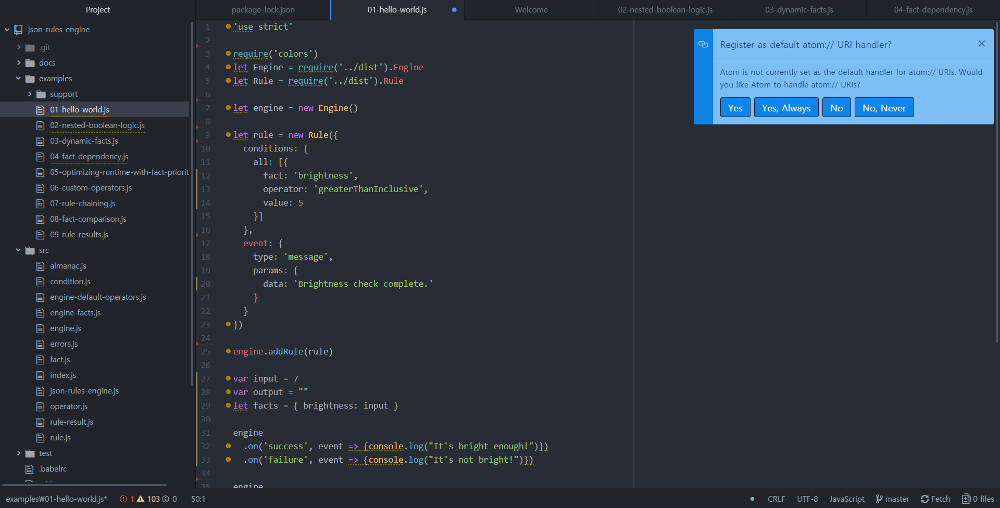 Project
package-lock.json
01-hello-world.js
Welcome
02-nested-boolean-logic.js
03-dynamic-facts.js
04-fact-dependency.js
json-rules-engine
.git
docs
examples
support
01-hello-world.js
02-nested-boolean-logic.js
03-dynamic-facts.js
04-fact-dependency.js
05-optimizing-runtime-with-fact-priorit
06-custom-operators.js
07-rule-chaining.js
08-fact-comparison.js
09-rule-results.js
src
almanac.js
condition.js
engine-default-operators.js
engine-facts.js
engine.js
errors.js
fact.js
index.js
json-rules-engine.js
operator.js
rule-result.js
rule.js
test
.babelrc
1 'use strict'
2
3 require('colors')
4 let Engine = require('../dist').Engine
5 let Rule = require('../dist').Rule
6
7 let engine = new Engine()
8
9 let rule = new Rule({
10 conditions: {
11 all: [{
12 fact: 'brightness',
13 operator: 'greaterThanInclusive',
14 value: 5
15 }]
16 },
17 event: {
18 type: 'message',
19 params: {
20 data: 'Brightness check complete.'
21 }
22 }
23 })
24
25 engine.addRule(rule)
26
27 var input = 7
28 var output = ""
29 let facts = { brightness: input }
30
31 engine
32 .on('success', event => {console.log("It's bright enough!")})
33 .on('failure', event => {console.log("It's not bright!")})
34
35 engine
Register as default atom:// URI handler?
Atom is not currently set as the default handler for atom:// URIs. Would
you like Atom to handle atom:// URIs?
Yes
Yes, Always
No
No, Never
examples₩01-hello-world.js* 1 103 0 50:1 CRLF UTF-8 JavaScript master Fetch 0 files